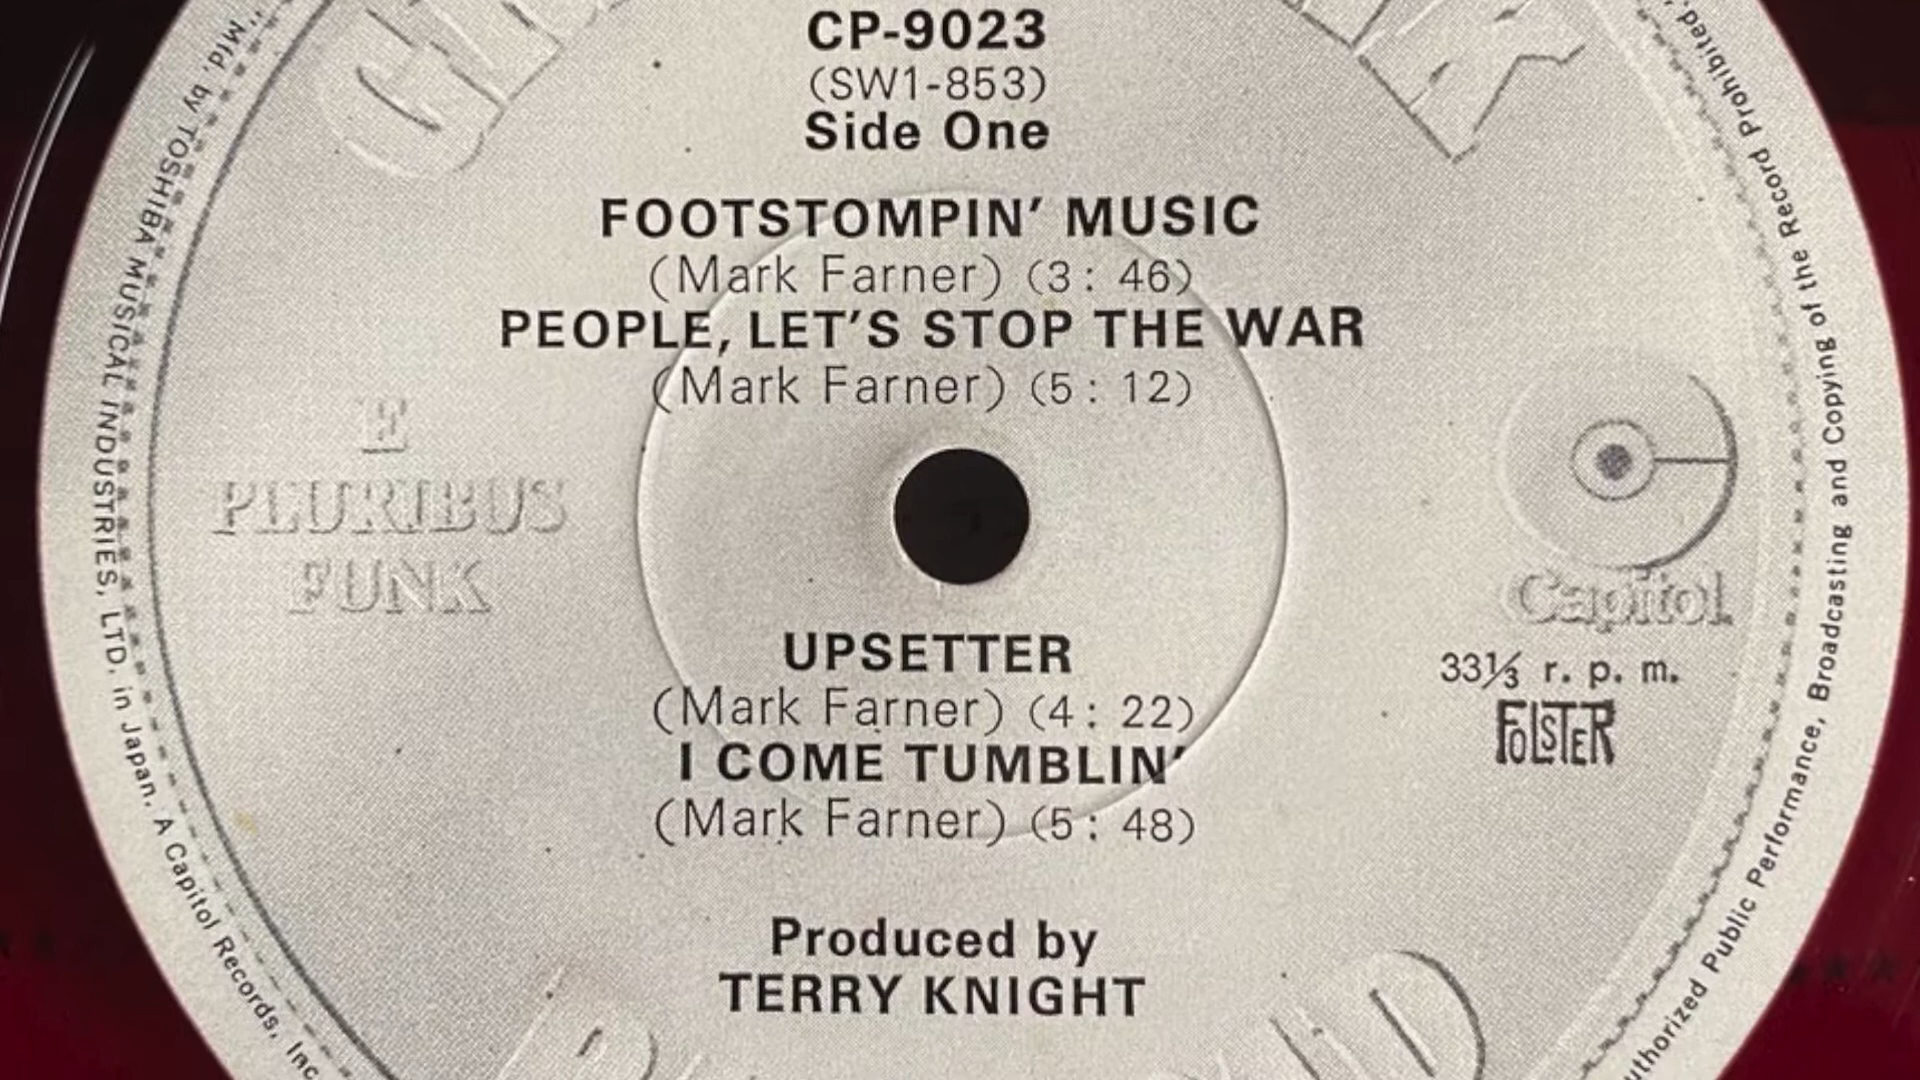 CP-9023
(SW1-853)
Side One
FOOTSTOMPIN' MUSIC
(Mark Farner) (3: 46)
PEOPLE, LET'S STOP THE WAR
(Mark Farner) (5: 12)
E
PLURIBUS
FUNK
Capitol.
33⅓ r. p. m.
FOLSTER
UPSETTER
(Mark Farner) (4: 22)
I COME TUMBLIN'
(Mark Farner) (5: 48)
Produced by
TERRY KNIGHT
Mfd. by TOSHIBA MUSICAL INDUSTRIES, LTD. in Japan. A Capitol Records, Inc
Public Performance, Broadcasting and Copying of the Record Prohibited.